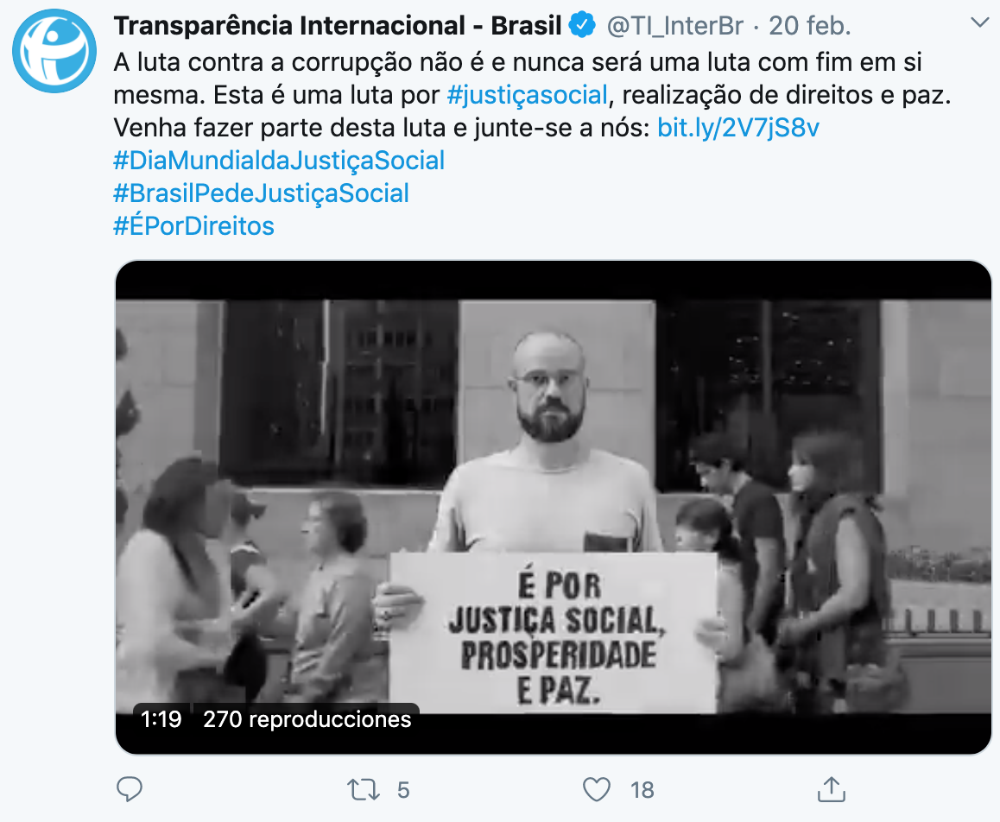 Transparência Internacional - Brasil @TI_InterBr · 20 feb.
A luta contra a corrupção não é e nunca será uma luta com fim em si
mesma. Esta é uma luta por #justiçasocial, realização de direitos e paz.
Venha fazer parte desta luta e junte-se a nós: bit.ly/2V7jS8v
#DiaMundialdaJustiçaSocial
#BrasilPedeJustiçaSocial
#ÉPorDireitos
É POR
JUSTIÇA SOCIAL,
PROSPERIDADE
E PAZ.
1:19 270 reproducciones
5 18